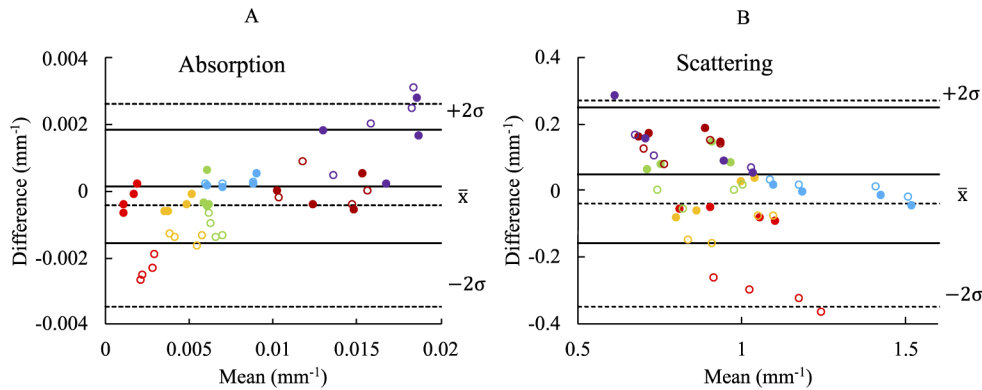 A
Absorption
Difference (mm⁻¹)
0.004
0.002
0
-0.002
-0.004
+2σ
x̄
−2σ
0
0.005
0.01
0.015
0.02
Mean (mm⁻¹)
B
Scattering
Difference (mm⁻¹)
0.4
0.2
0
-0.2
-0.4
+2σ
x̄
−2σ
0.5
1
1.5
Mean (mm⁻¹)